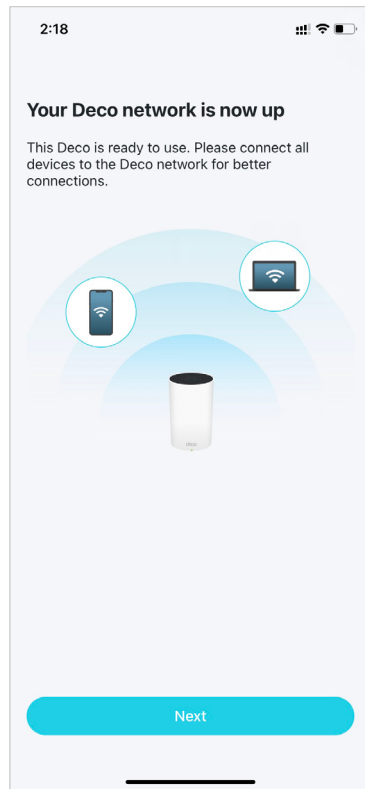 2:18
Your Deco network is now up
This Deco is ready to use. Please connect all
devices to the Deco network for better
connections.
deco
Next